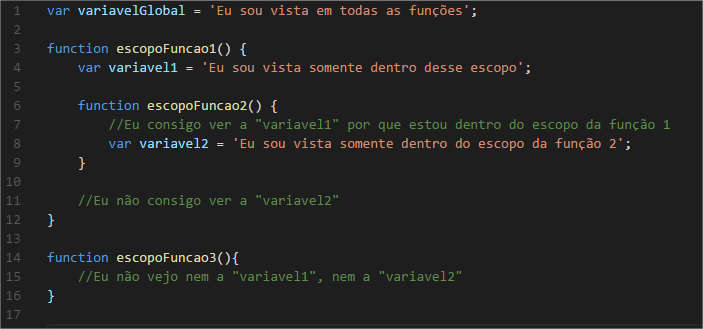 1 var variavelGlobal = 'Eu sou vista em todas as funções';
2
3 function escopoFuncao1() {
4 var variavel1 = 'Eu sou vista somente dentro desse escopo';
5
6 function escopoFuncao2() {
7 //Eu consigo ver a "variavel1" por que estou dentro do escopo da função 1
8 var variavel2 = 'Eu sou vista somente dentro do escopo da função 2';
9 }
10
11 //Eu não consigo ver a "variavel2"
12 }
13
14 function escopoFuncao3(){
15 //Eu não vejo nem a "variavel1", nem a "variavel2"
16 }
17